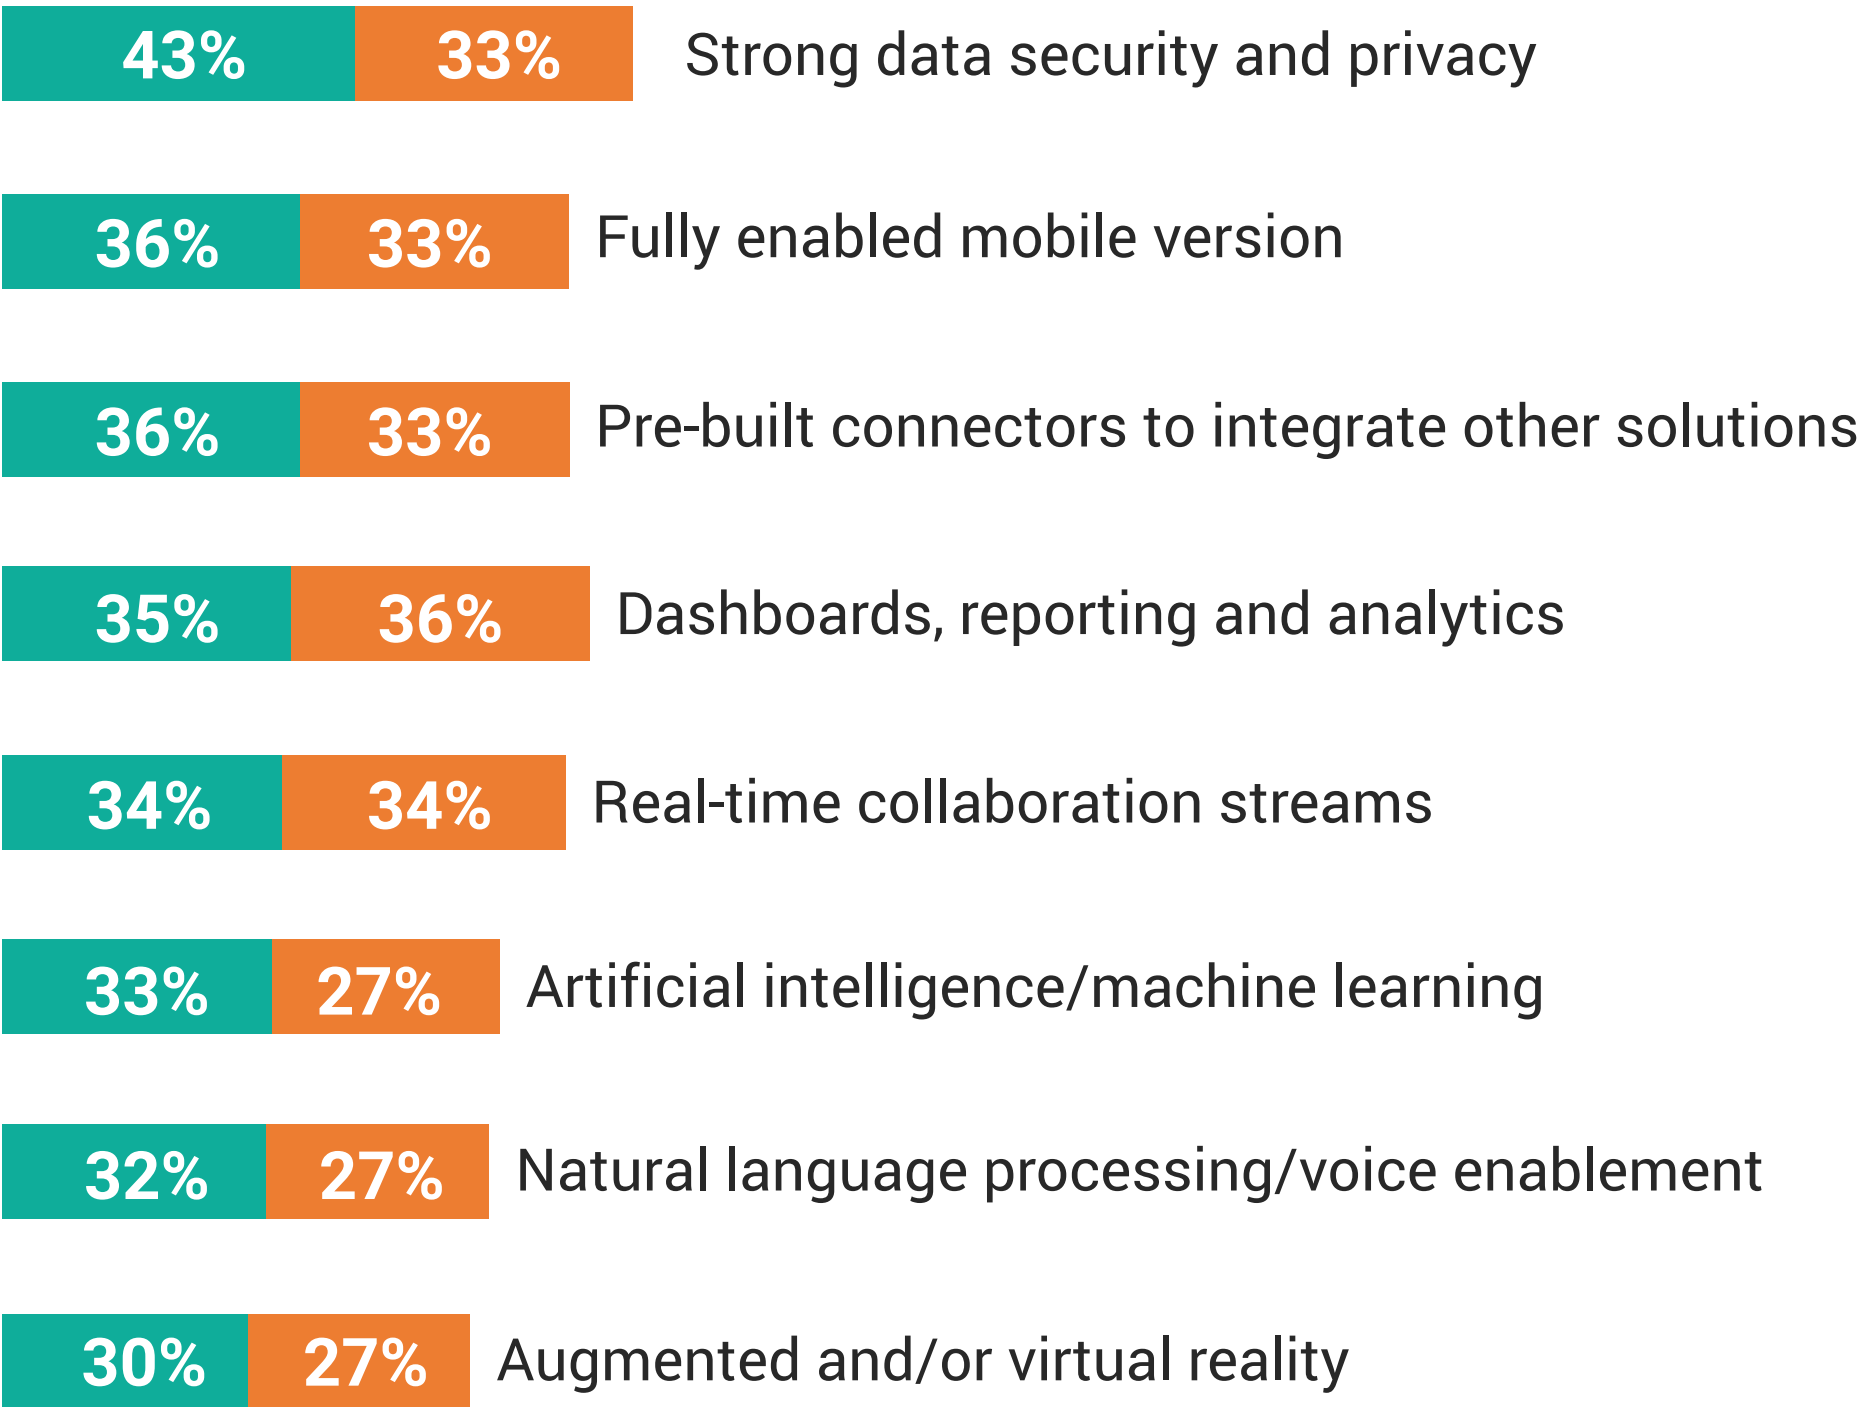 43% 33% Strong data security and privacy
36% 33% Fully enabled mobile version
36% 33% Pre-built connectors to integrate other solutions
35% 36% Dashboards, reporting and analytics
34% 34% Real-time collaboration streams
33% 27% Artificial intelligence/machine learning
32% 27% Natural language processing/voice enablement
30% 27% Augmented and/or virtual reality